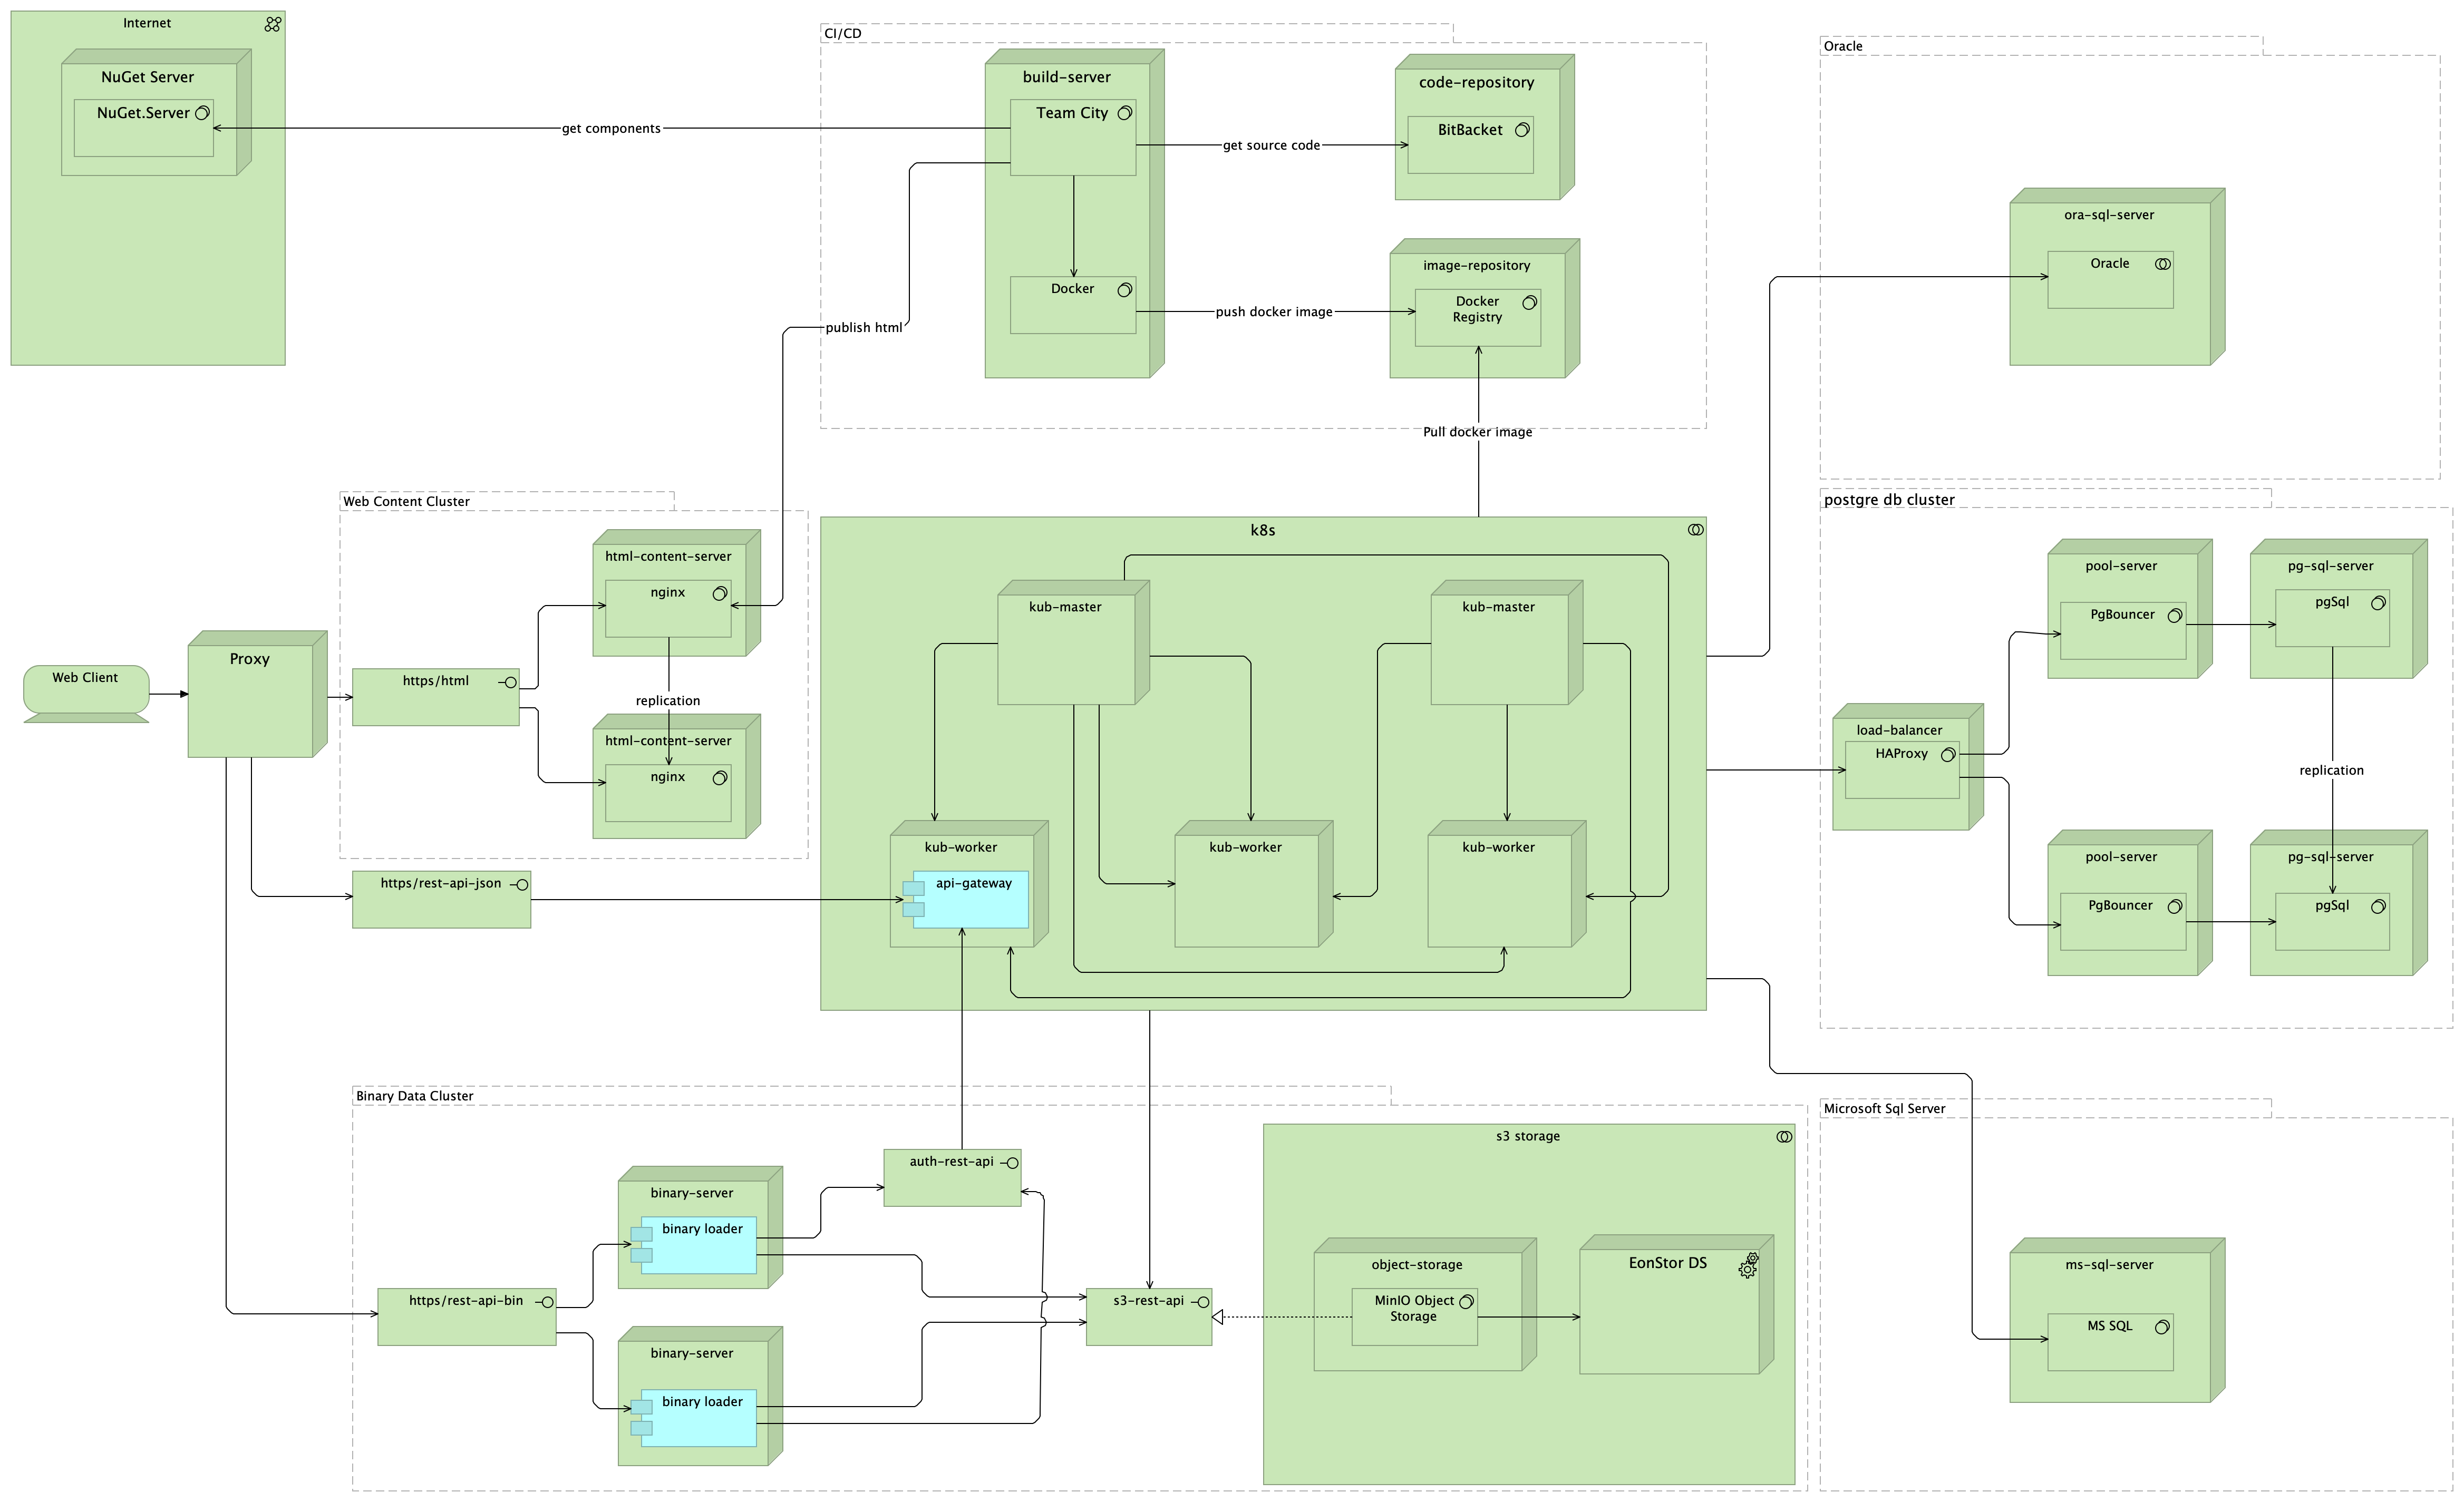 Internet
NuGet Server
NuGet.Server
get components
CI/CD
build-server
Team City
get source code
code-repository
BitBacket
Docker
push docker image
image-repository
Docker
Registry
publish html
Pull docker image
Oracle
ora-sql-server
Oracle
Web Content Cluster
html-content-server
nginx
replication
html-content-server
nginx
Web Client
Proxy
https/html
https/rest-api-json
k8s
kub-master
kub-master
kub-worker
api-gateway
kub-worker
kub-worker
postgre db cluster
pool-server
PgBouncer
pg-sql-server
pgSql
load-balancer
HAProxy
replication
pool-server
PgBouncer
pg-sql-server
pgSql
Binary Data Cluster
https/rest-api-bin
binary-server
binary loader
binary-server
binary loader
auth-rest-api
s3-rest-api
s3 storage
object-storage
MinIO Object
Storage
EonStor DS
Microsoft Sql Server
ms-sql-server
MS SQL